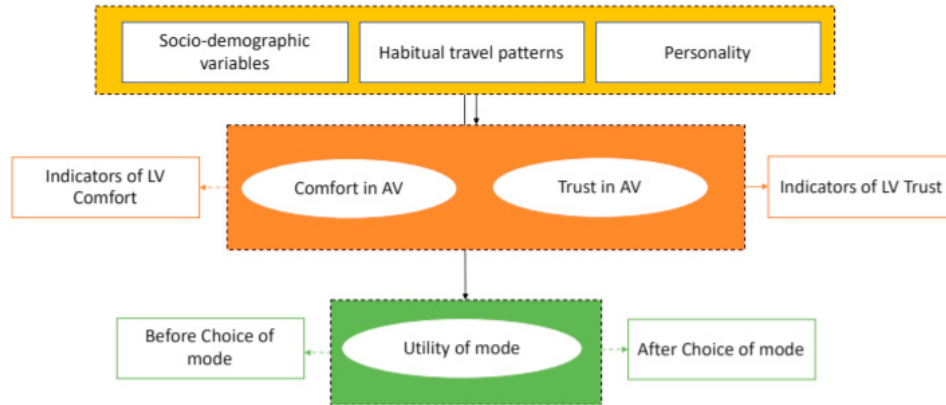 Socio-demographic
variables
Habitual travel patterns
Personality
Indicators of LV
Comfort
Comfort in AV
Trust in AV
Indicators of LV Trust
Before Choice of
mode
Utility of mode
After Choice of mode